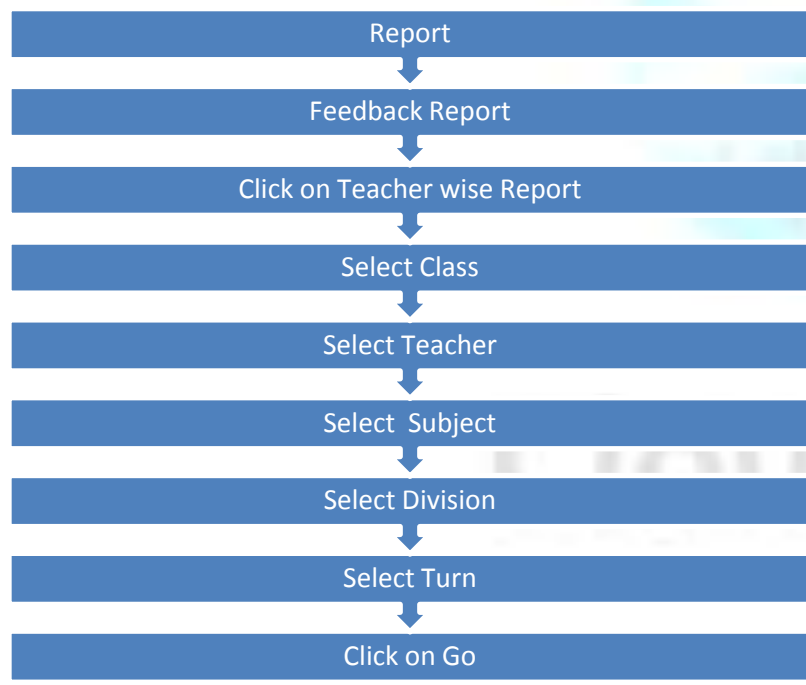 Report
Feedback Report
Click on Teacher wise Report
Select Class
Select Teacher
Select  Subject
Select Division
Select Turn
Click on Go